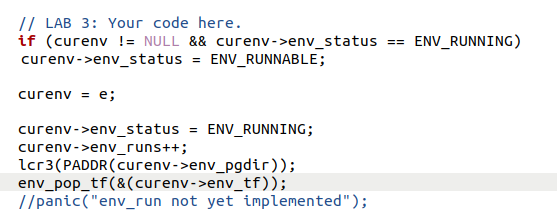 // LAB 3: Your code here.
if (curenv != NULL && curenv->env_status == ENV_RUNNING)
curenv->env_status = ENV_RUNNABLE;
curenv = e;
curenv->env_status = ENV_RUNNING;
curenv->env_runs++;
lcr3(PADDR(curenv->env_pgdir));
env_pop_tf(&(curenv->env_tf));
//panic("env_run not yet implemented");